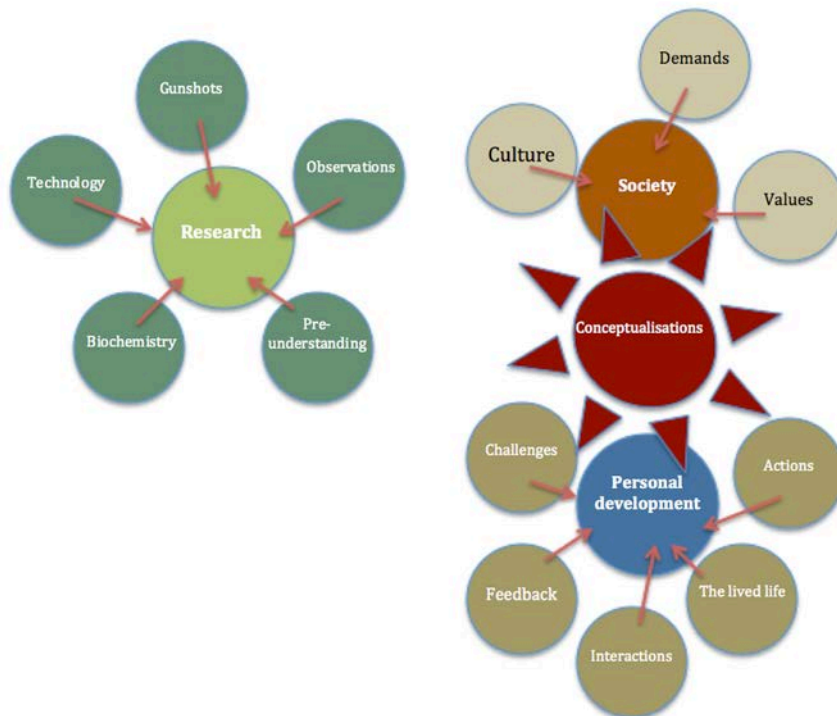 Gunshots
Technology
Observations
Research
Biochemistry
Pre-
understanding
Demands
Culture
Society
Values
Conceptualisations
Challenges
Personal
development
Actions
Feedback
The lived life
Interactions